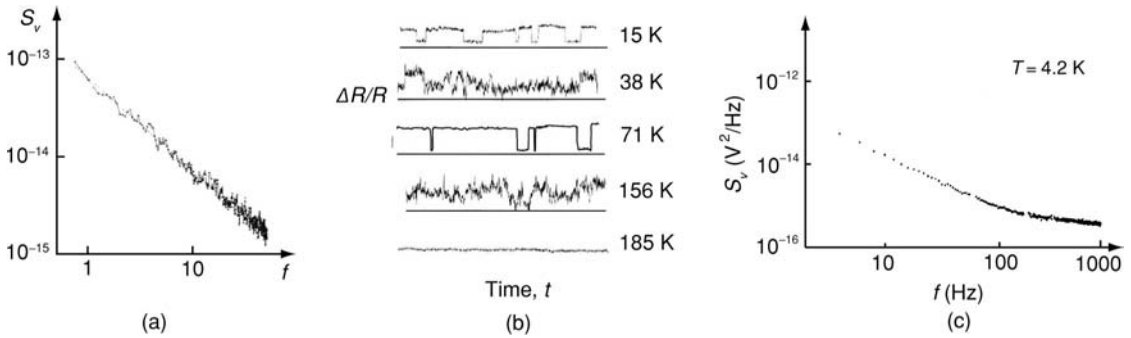 S_v
10⁻¹³
10⁻¹⁴
10⁻¹⁵
1
10
f
(a)
ΔR/R
15 K
38 K
71 K
156 K
185 K
Time, t
(b)
S_v (V²/Hz)
10⁻¹²
10⁻¹⁴
10⁻¹⁶
T = 4.2 K
10
100
1000
f (Hz)
(c)